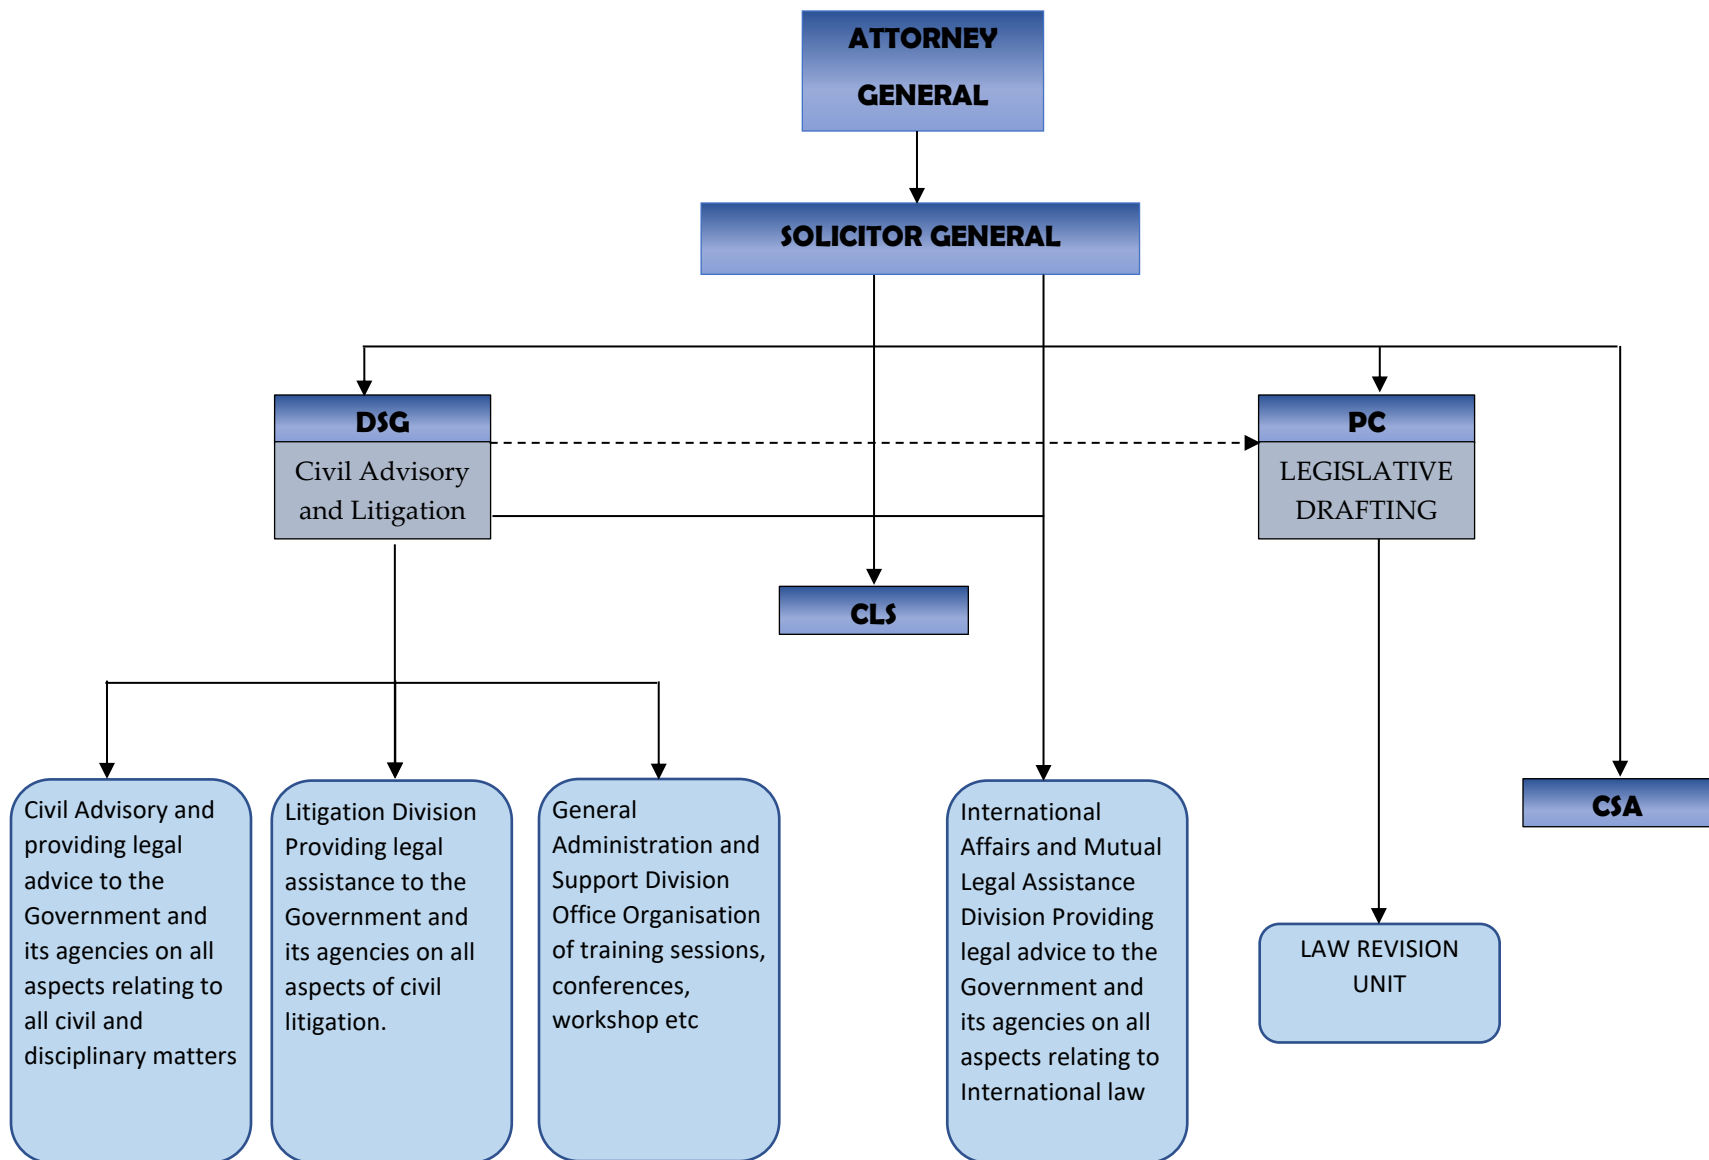 ATTORNEY
GENERAL
SOLICITOR GENERAL
DSG
Civil Advisory
and Litigation
PC
LEGISLATIVE
DRAFTING
CLS
CSA
Civil Advisory and
providing legal
advice to the
Government and
its agencies on all
aspects relating to
all civil and
disciplinary matters
Litigation Division
Providing legal
assistance to the
Government and
its agencies on all
aspects of civil
litigation.
General
Administration and
Support Division
Office Organisation
of training sessions,
conferences,
workshop etc
International
Affairs and Mutual
Legal Assistance
Division Providing
legal advice to the
Government and
its agencies on all
aspects relating to
International law
LAW REVISION
UNIT